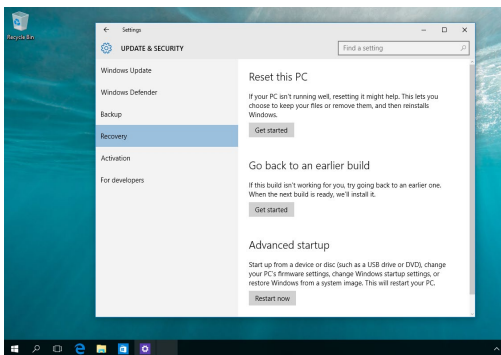 Recycle Bin
Settings
UPDATE & SECURITY
Find a setting
Windows Update
Windows Defender
Backup
Recovery
Activation
For developers
Reset this PC
If your PC isn't running well, resetting it might help. This lets you
choose to keep your files or remove them, and then reinstalls
Windows.
Get started
Go back to an earlier build
If this build isn't working for you, try going back to an earlier one.
When the next build is ready, we'll install it.
Get started
Advanced startup
Start up from a device or disc (such as a USB drive or DVD), change
your PC's firmware settings, change Windows startup settings, or
restore Windows from a system image. This will restart your PC.
Restart now